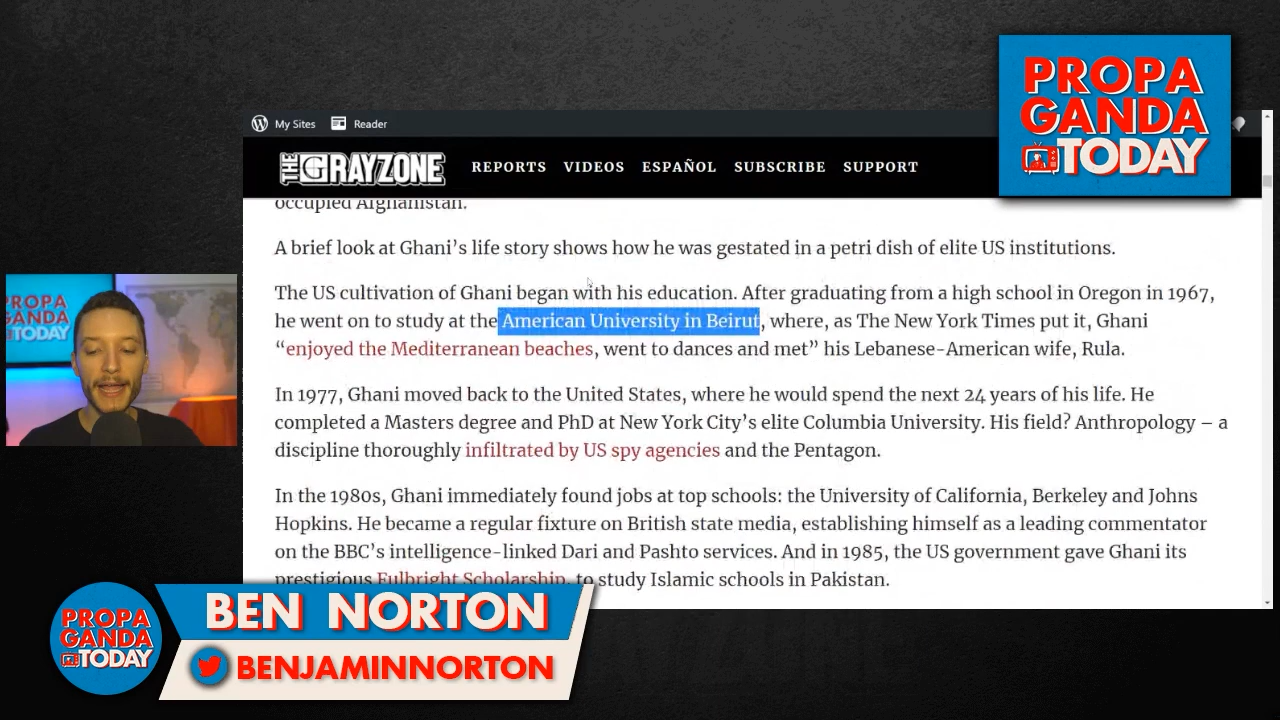 PROPA
GANDA
TODAY
My Sites
Reader
THE GRAYZONE
REPORTS VIDEOS ESPAÑOL SUBSCRIBE SUPPORT
occupied Afghanistan.
A brief look at Ghani’s life story shows how he was gestated in a petri dish of elite US institutions.
The US cultivation of Ghani began with his education. After graduating from a high school in Oregon in 1967,
he went on to study at the American University in Beirut, where, as The New York Times put it, Ghani
“enjoyed the Mediterranean beaches, went to dances and met” his Lebanese-American wife, Rula.
In 1977, Ghani moved back to the United States, where he would spend the next 24 years of his life. He
completed a Masters degree and PhD at New York City’s elite Columbia University. His field? Anthropology – a
discipline thoroughly infiltrated by US spy agencies and the Pentagon.
In the 1980s, Ghani immediately found jobs at top schools: the University of California, Berkeley and Johns
Hopkins. He became a regular fixture on British state media, establishing himself as a leading commentator
on the BBC’s intelligence-linked Dari and Pashto services. And in 1985, the US government gave Ghani its
prestigious Fulbright Scholarship, to study Islamic schools in Pakistan.
PROPA
GANDA
TODAY
BEN NORTON
BENJAMINNORTON